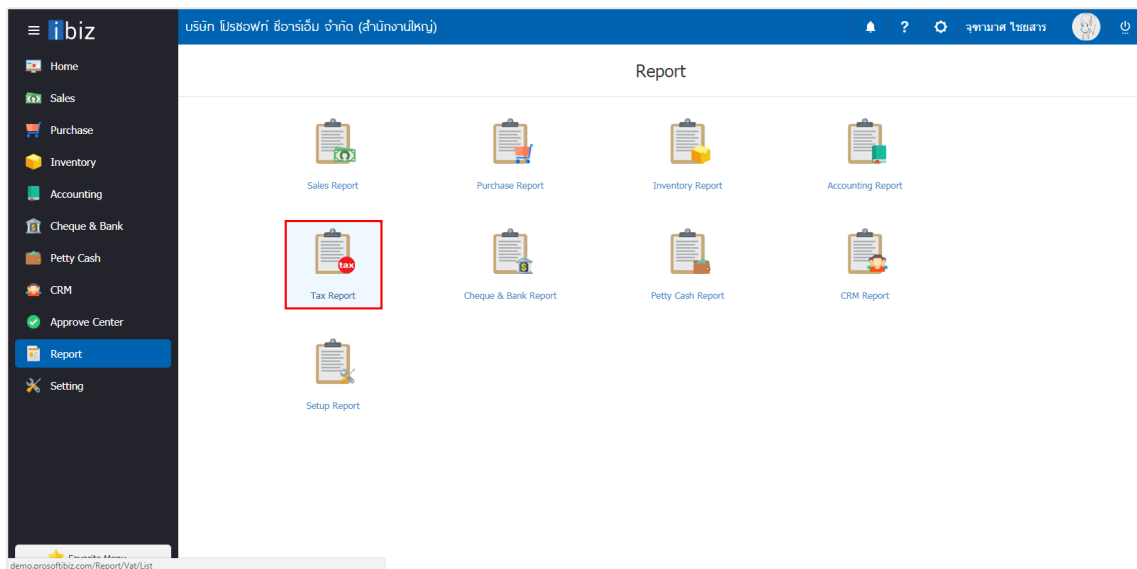 ≡ ibiz
บริษัท โปรซอฟท์ ซีอาร์เอ็ม จำกัด (สำนักงานใหญ่)
?
จุฑามาศ ไชยสาร
Home
Sales
Purchase
Inventory
Accounting
Cheque & Bank
Petty Cash
CRM
Approve Center
Report
Setting
Favorite Menu
Report
Sales Report
Purchase Report
Inventory Report
Accounting Report
tax
Tax Report
Cheque & Bank Report
Petty Cash Report
CRM Report
Setup Report
demo.prosoftibiz.com/Report/Vat/List